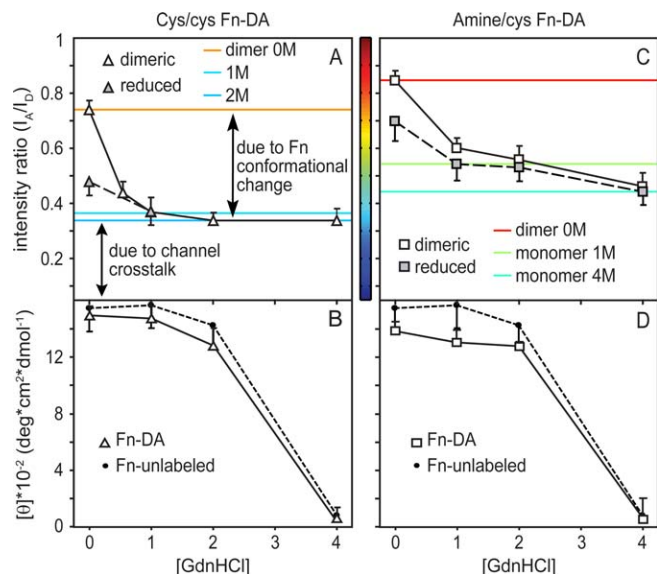 Cys/cys Fn-DA
Amine/cys Fn-DA
intensity ratio (I_A/I_D)
1
0.8
0.6
0.4
0.2
A
dimeric
reduced
dimer 0M
1M
2M
due to Fn
conformational
change
due to channel
crosstalk
C
dimeric
reduced
dimer 0M
monomer 1M
monomer 4M
[θ]*10⁻² (deg*cm²*dmol⁻¹)
12
8
4
0
B
Fn-DA
Fn-unlabeled
0 1 2 3 4
[GdnHCl]
D
Fn-DA
Fn-unlabeled
0 1 2 3 4
[GdnHCl]